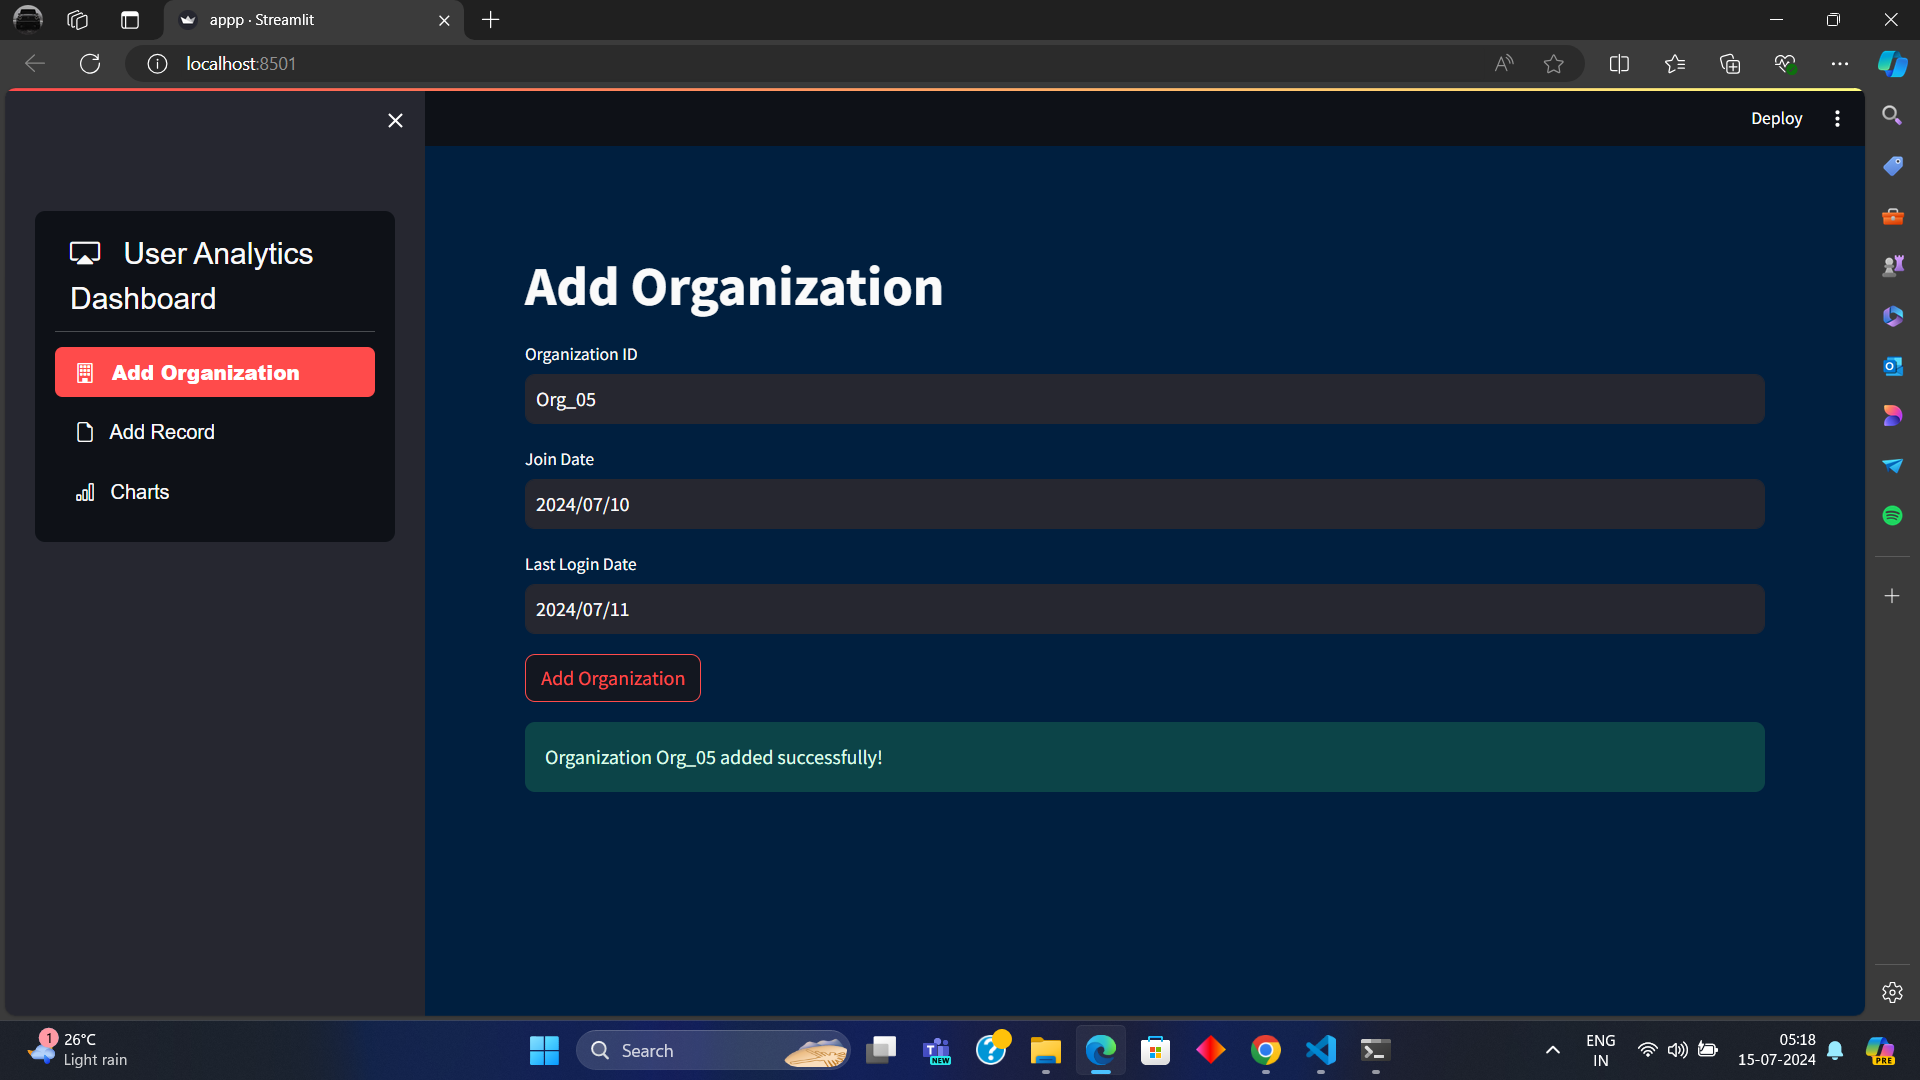 appp · Streamlit
localhost:8501
Deploy
User Analytics
Dashboard
Add Organization
Add Record
Charts
Add Organization
Organization ID
Org_05
Join Date
2024/07/10
Last Login Date
2024/07/11
Add Organization
Organization Org_05 added successfully!
1
26°C
Light rain
Search
NEW
ENG
IN
05:18
15-07-2024
PRE